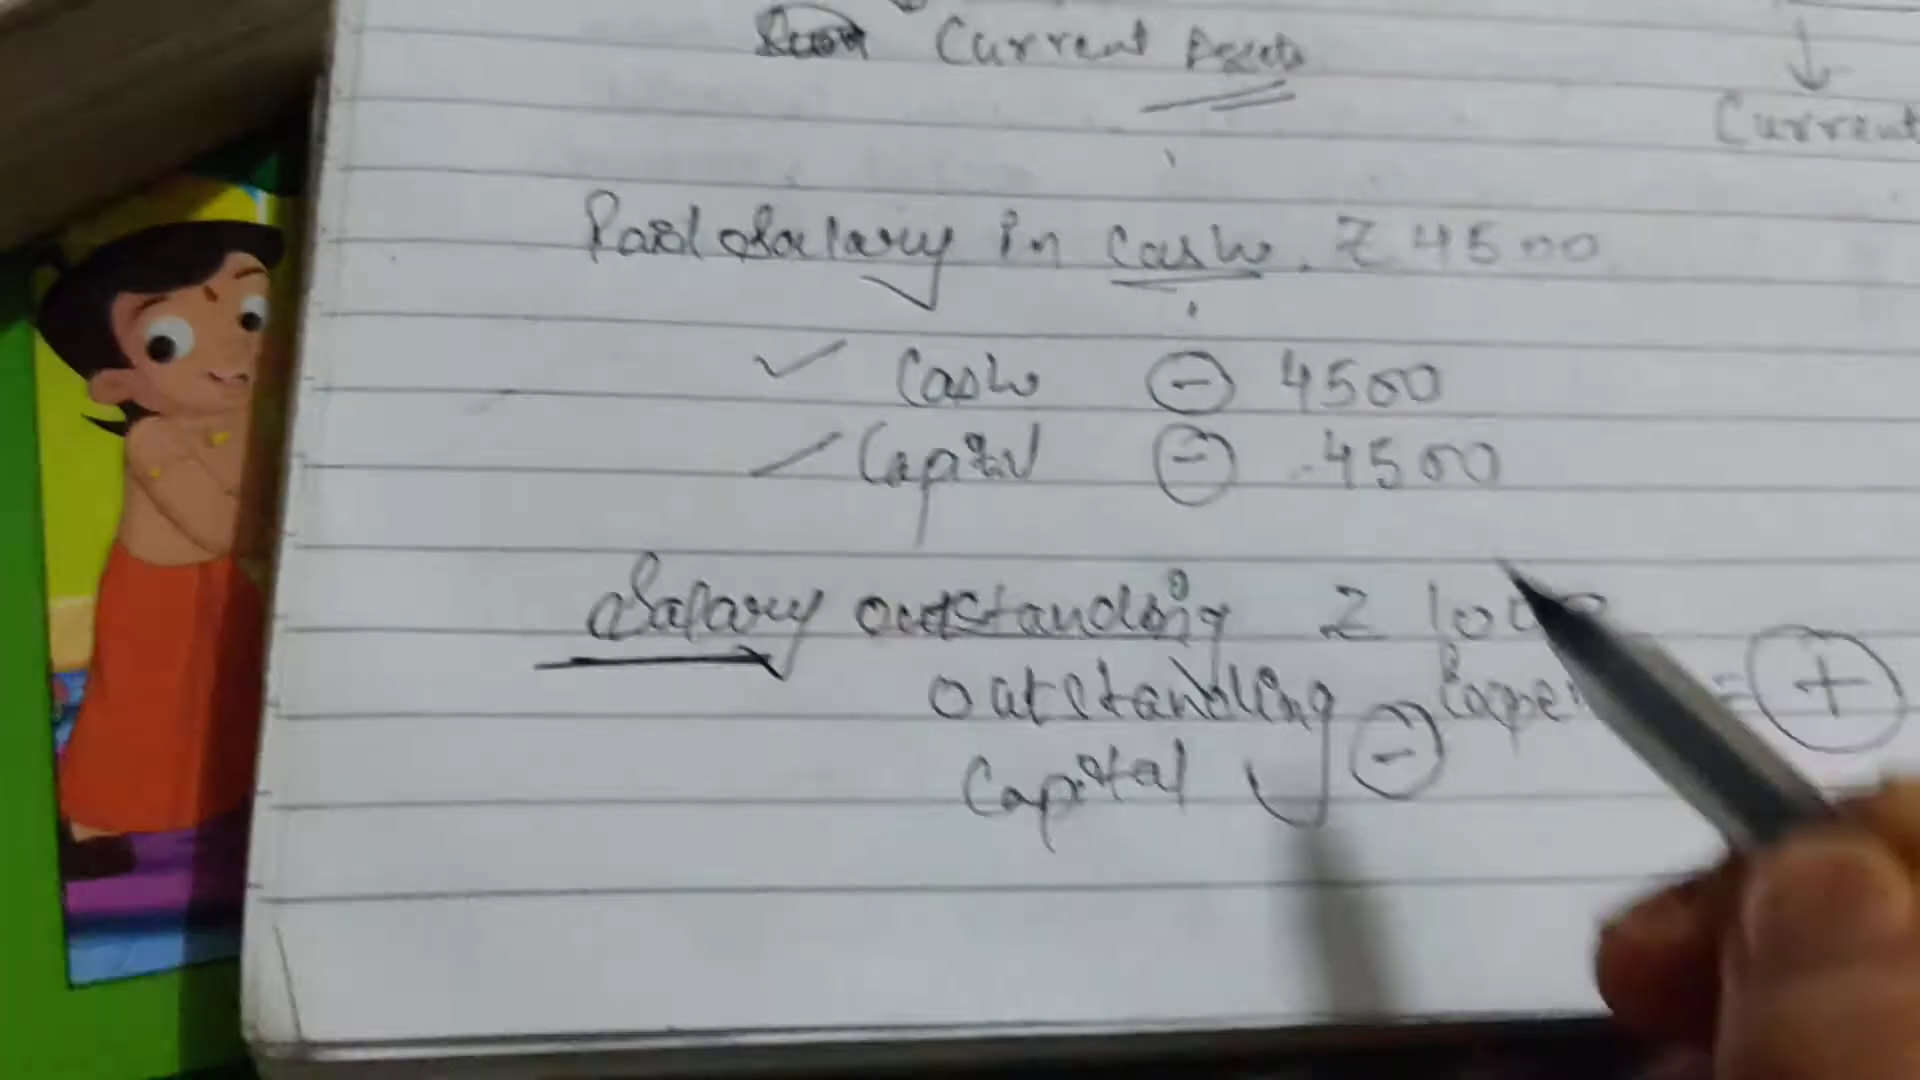 Current Assets
Current
Paid Salary in Cash. ₹ 4500
Cash ⊖ 4500
Capital ⊖ 4500
Salary outstanding ₹
outstanding = ⊕
Capital ⊖